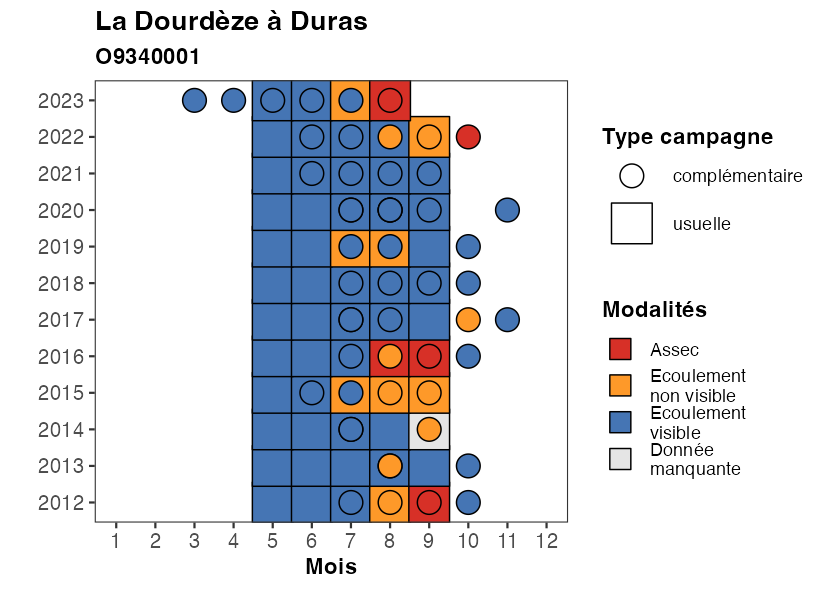 La Dourdèze à Duras
O9340001
2023
2022
2021
2020
2019
2018
2017
2016
2015
2014
2013
2012
1 2 3 4 5 6 7 8 9 10 11 12
Mois
Type campagne
complémentaire
usuelle
Modalités
Assec
Ecoulement
non visible
Ecoulement
visible
Donnée
manquante